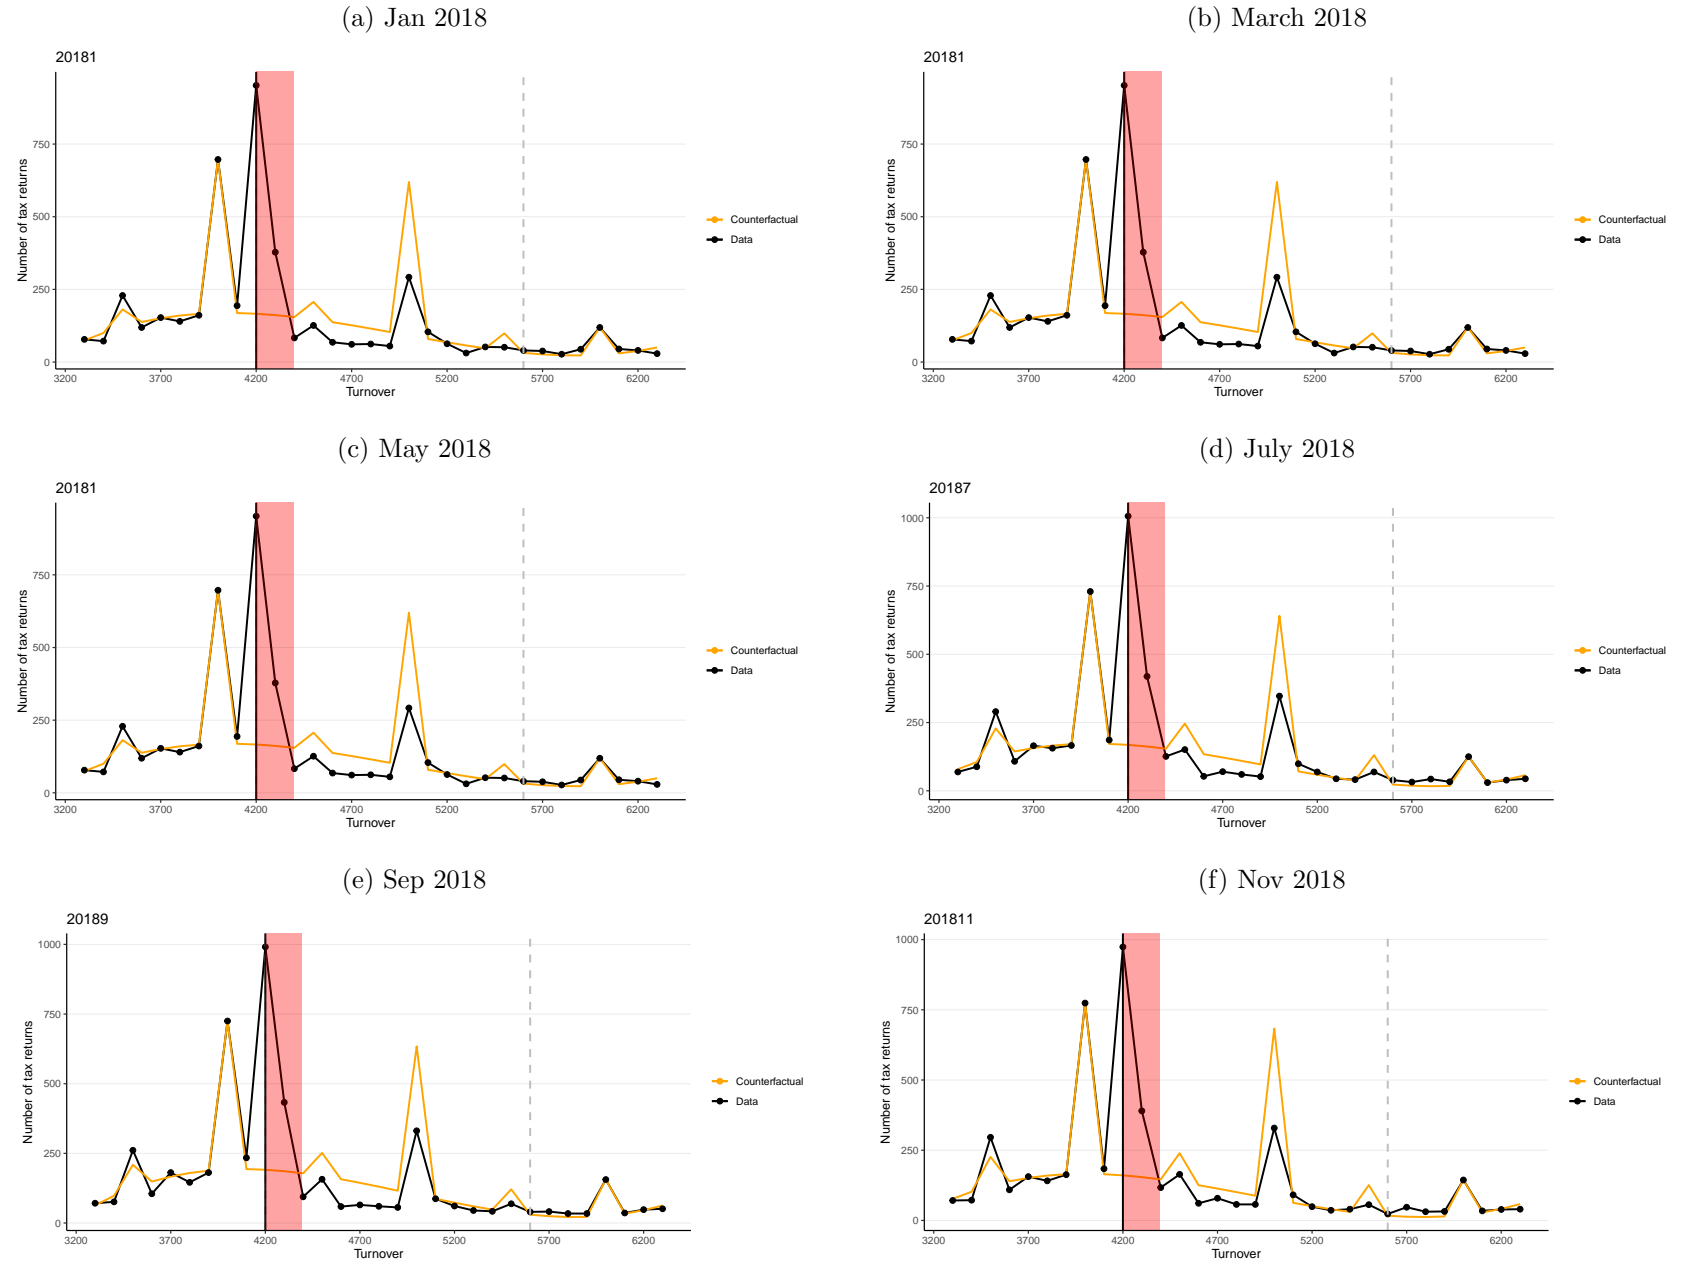 (a) Jan 2018
20181
Number of tax returns
750
500
250
0
3200 3700 4200 4700 5200 5700 6200
Turnover
Counterfactual
Data
(b) March 2018
20181
Number of tax returns
750
500
250
0
3200 3700 4200 4700 5200 5700 6200
Turnover
Counterfactual
Data
(c) May 2018
20181
Number of tax returns
750
500
250
0
3200 3700 4200 4700 5200 5700 6200
Turnover
Counterfactual
Data
(d) July 2018
20187
Number of tax returns
1000
750
500
250
0
3200 3700 4200 4700 5200 5700 6200
Turnover
Counterfactual
Data
(e) Sep 2018
20189
Number of tax returns
1000
750
500
250
0
3200 3700 4200 4700 5200 5700 6200
Turnover
Counterfactual
Data
(f) Nov 2018
201811
Number of tax returns
1000
750
500
250
0
3200 3700 4200 4700 5200 5700 6200
Turnover
Counterfactual
Data